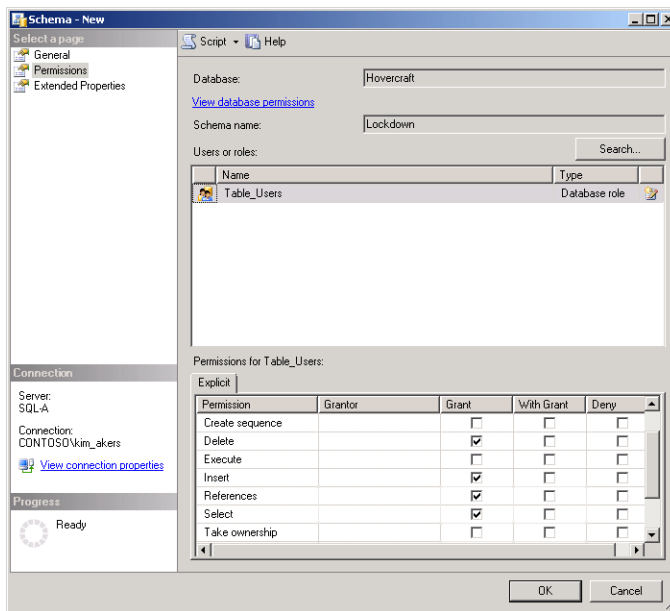 Schema - New
Select a page
General
Permissions
Extended Properties
Script Help
Database: Hovercraft
View database permissions
Schema name: Lockdown
Users or roles: Search...
Name Type
Table_Users Database role
Permissions for Table_Users:
Explicit
Permission Grantor Grant With Grant Deny
Create sequence
Delete
Execute
Insert
References
Select
Take ownership
Connection
Server:
SQL-A
Connection:
CONTOSO\kim_akers
View connection properties
Progress
Ready
OK Cancel